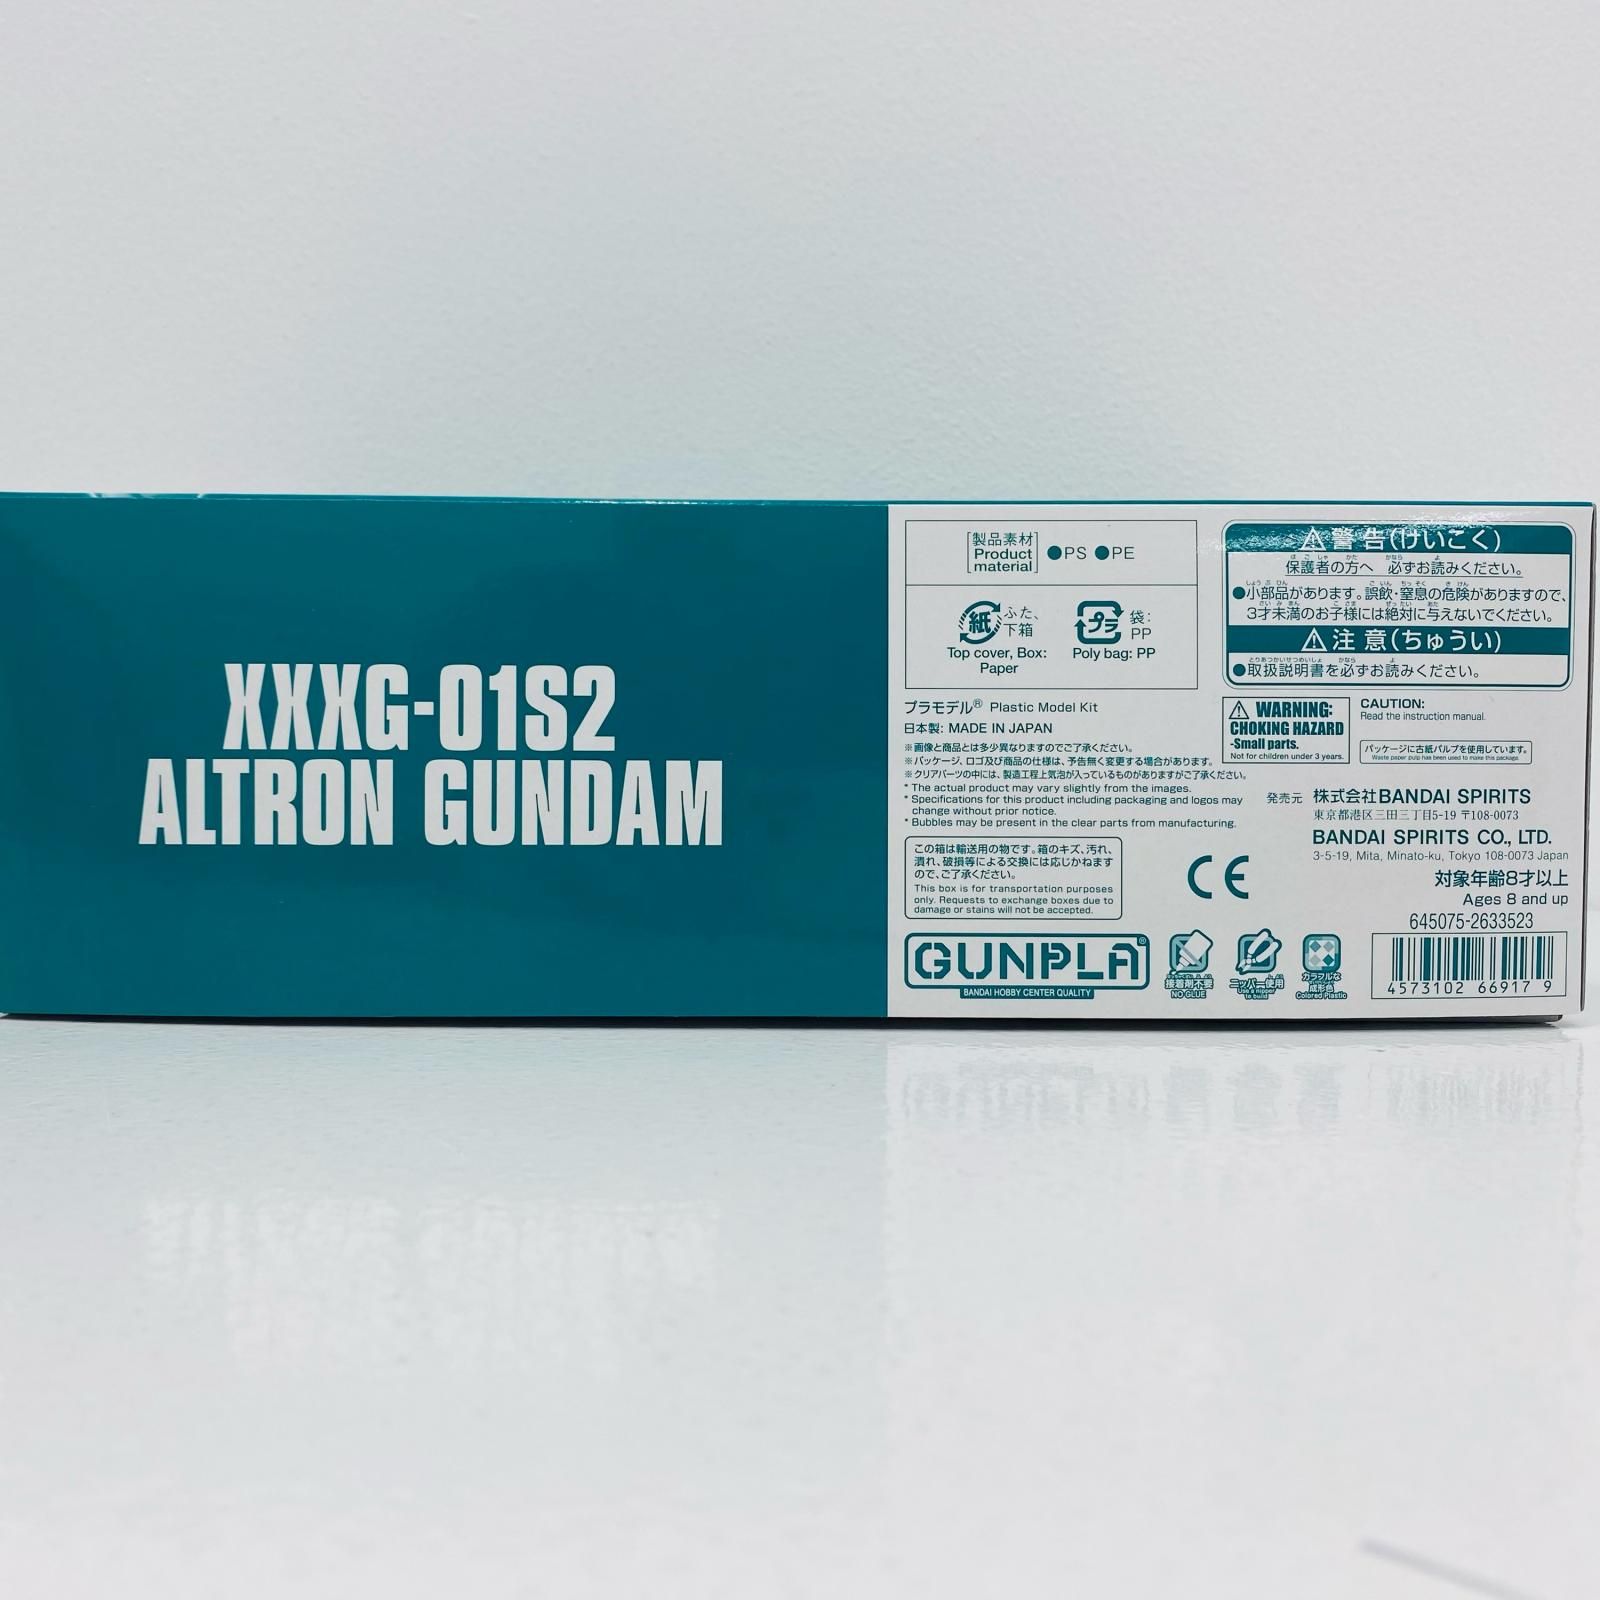 XXXG-01S2
ALTRON GUNDAM
製品素材
Product
material
●PS ●PE
紙
ふた、
下箱
Top cover, Box:
Paper
プラ
袋:
PP
Poly bag: PP
プラモデル® Plastic Model Kit
日本製: MADE IN JAPAN
※画像と商品とは多少異なりますのでご了承ください。
※パッケージ、ロゴ及び商品の仕様は、予告無く変更する場合があります。
※クリアパーツの中には、製造工程上気泡が入っているものがありますがご了承ください。
* The actual product may vary slightly from the images.
* Specifications for this product including packaging and logos may
change without prior notice.
* Bubbles may be present in the clear parts from manufacturing.
この箱は輸送用の物です。箱のキズ、汚れ、
潰れ、破損等による交換には応じかねます
ので、ご了承ください。
This box is for transportation purposes
only. Requests to exchange boxes due to
damage or stains will not be accepted.
GUNPLA®
BANDAI HOBBY CENTER QUALITY
接着剤不要
NO GLUE
ニッパー使用
Use a nipper
to build
カラフルな
成形色
Colored Plastic
⚠警告(けいこく)
保護者の方へ 必ずお読みください。
●小部品があります。誤飲・窒息の危険がありますので、
3才未満のお子様には絶対に与えないでください。
⚠注意(ちゅうい)
●取扱説明書を必ずお読みください。
⚠ WARNING:
CHOKING HAZARD
-Small parts.
Not for children under 3 years.
CAUTION:
Read the instruction manual.
パッケージに古紙パルプを使用しています。
Waste paper pulp has been used to make this package.
発売元 株式会社BANDAI SPIRITS
東京都港区三田三丁目5-19 〒108-0073
BANDAI SPIRITS CO., LTD.
3-5-19, Mita, Minato-ku, Tokyo 108-0073 Japan
CE
対象年齢8才以上
Ages 8 and up
645075-2633523
4573102 66917 9